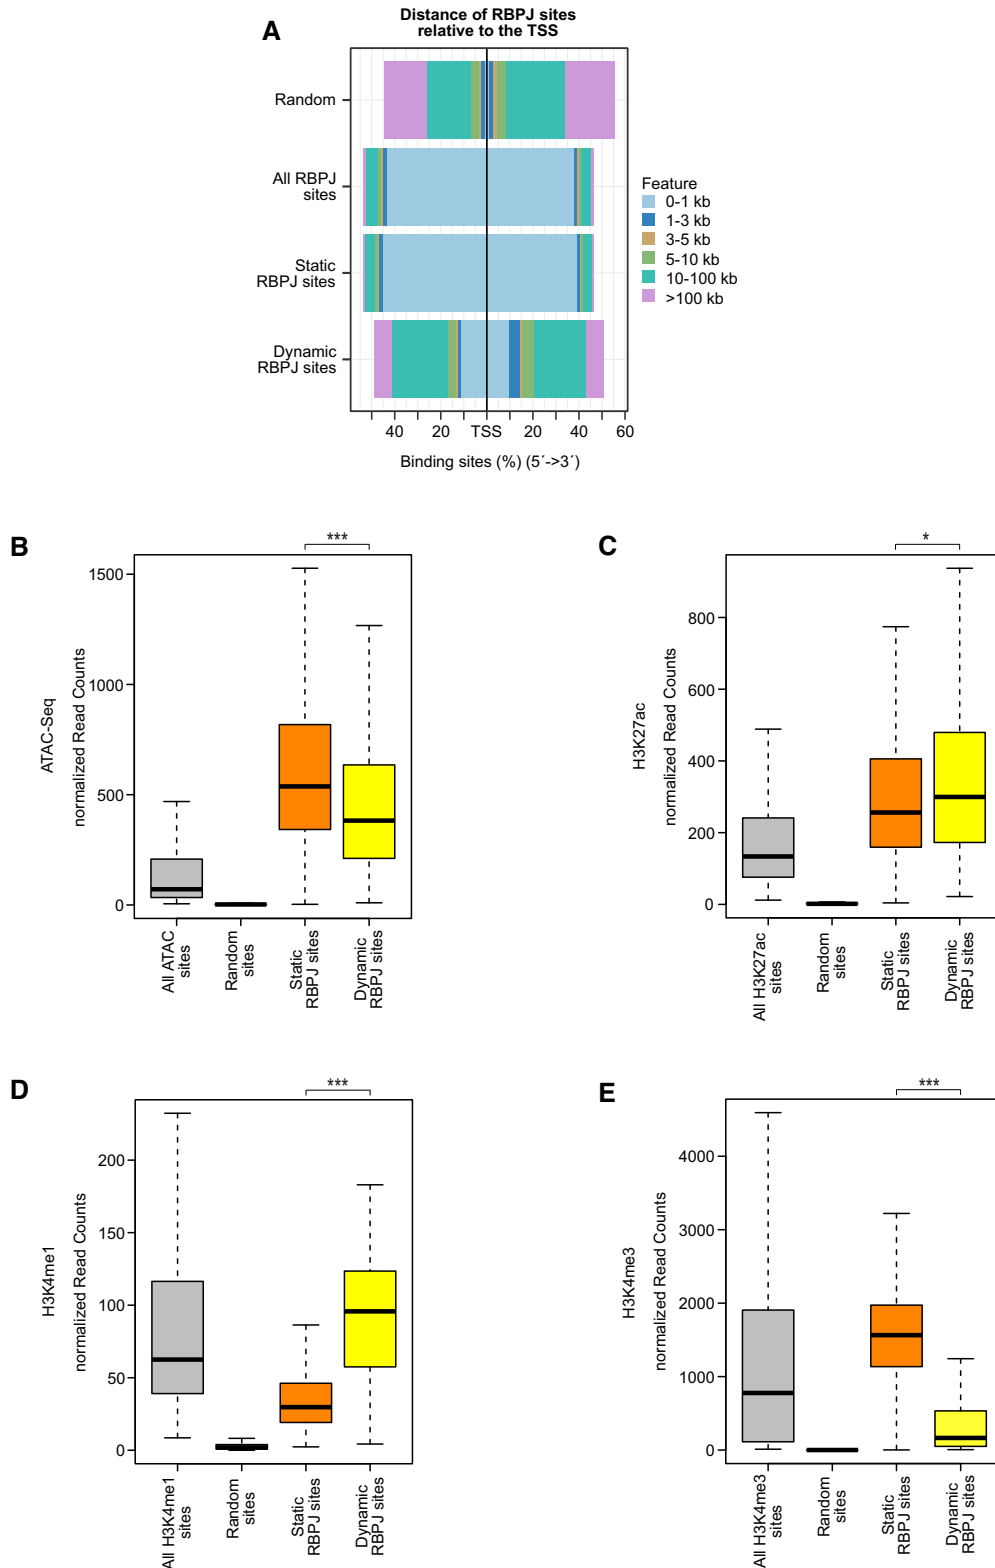 A
Distance of RBPJ sites
relative to the TSS
Random
All RBPJ
sites
Static
RBPJ sites
Dynamic
RBPJ sites
40 20 TSS 20 40 60
Binding sites (%) (5´->3´)
Feature
0-1 kb
1-3 kb
3-5 kb
5-10 kb
10-100 kb
>100 kb
B
***
ATAC-Seq
normalized Read Counts
1500
1000
500
0
All ATAC
sites
Random
sites
Static
RBPJ sites
Dynamic
RBPJ sites
C
*
H3K27ac
normalized Read Counts
800
600
400
200
0
All H3K27ac
sites
Random
sites
Static
RBPJ sites
Dynamic
RBPJ sites
D
***
H3K4me1
normalized Read Counts
200
150
100
50
0
All H3K4me1
sites
Random
sites
Static
RBPJ sites
Dynamic
RBPJ sites
E
***
H3K4me3
normalized Read Counts
4000
3000
2000
1000
0
All H3K4me3
sites
Random
sites
Static
RBPJ sites
Dynamic
RBPJ sites